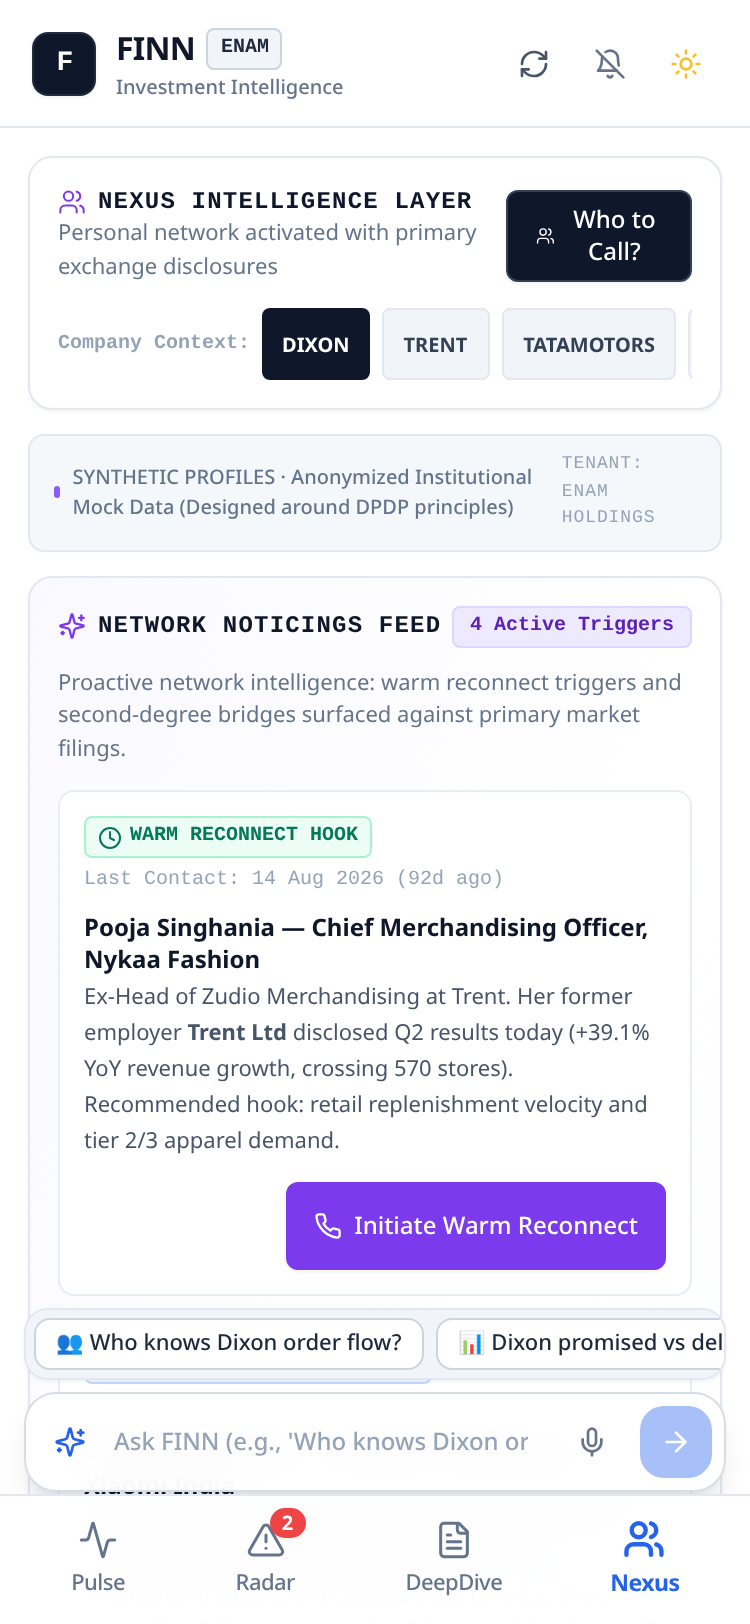 F
FINN
ENAM
Investment Intelligence
NEXUS INTELLIGENCE LAYER
Personal network activated with primary
exchange disclosures
Who to
Call?
Company Context:
DIXON
TRENT
TATAMOTORS
SYNTHETIC PROFILES · Anonymized Institutional
Mock Data (Designed around DPDP principles)
TENANT:
ENAM
HOLDINGS
NETWORK NOTICINGS FEED
4 Active Triggers
Proactive network intelligence: warm reconnect triggers and
second-degree bridges surfaced against primary market
filings.
WARM RECONNECT HOOK
Last Contact: 14 Aug 2026 (92d ago)
Pooja Singhania — Chief Merchandising Officer,
Nykaa Fashion
Ex-Head of Zudio Merchandising at Trent. Her former
employer Trent Ltd disclosed Q2 results today (+39.1%
YoY revenue growth, crossing 570 stores).
Recommended hook: retail replenishment velocity and
tier 2/3 apparel demand.
Initiate Warm Reconnect
👥 Who knows Dixon order flow?
📊 Dixon promised vs del
Ask FINN (e.g., 'Who knows Dixon or
Xiaomi India
Pulse
2
Radar
DeepDive
Nexus